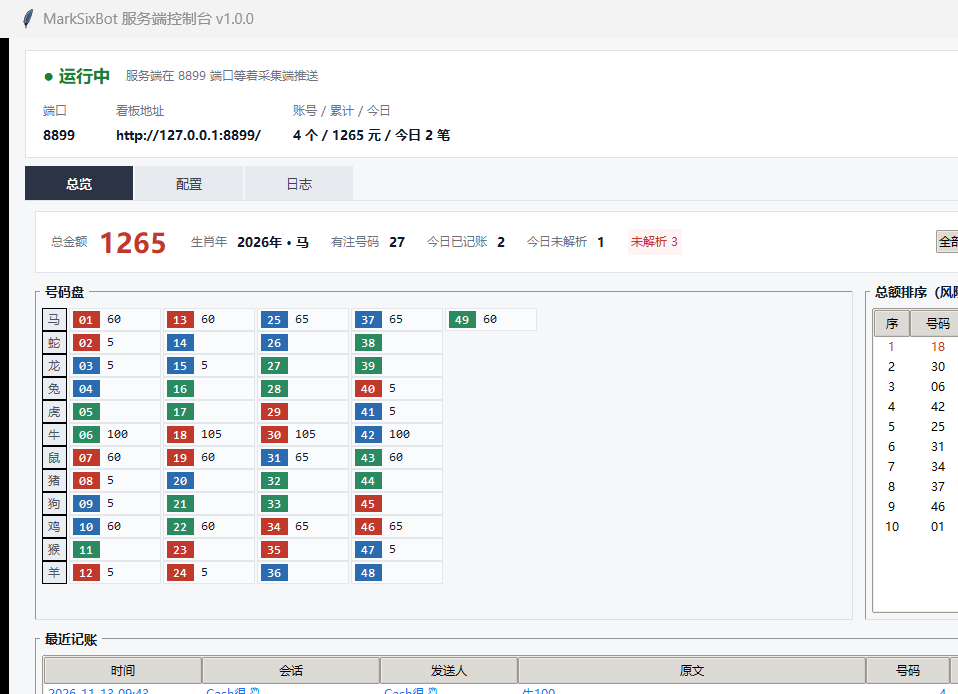 MarkSixBot 服务端控制台 v1.0.0
● 运行中 服务端在 8899 端口等着采集端推送
端口 看板地址 账号 / 累计 / 今日
8899 http://127.0.0.1:8899/ 4 个 / 1265 元 / 今日 2 笔
总览 配置 日志
总金额 1265 生肖年 2026年 • 马 有注号码 27 今日已记账 2 今日未解析 1 未解析 3 全部
号码盘
马 01 60 13 60 25 65 37 65 49 60
蛇 02 5 14 26 38
龙 03 5 15 5 27 39
兔 04 16 28 40 5
虎 05 17 29 41 5
牛 06 100 18 105 30 105 42 100
鼠 07 60 19 60 31 65 43 60
猪 08 5 20 32 44
狗 09 5 21 33 45
鸡 10 60 22 60 34 65 46 65
猴 11 23 35 47 5
羊 12 5 24 5 36 48
总额排序（风险
序 号码
1 18
2 30
3 06
4 42
5 25
6 31
7 34
8 37
9 46
10 01
最近记账
时间 会话 发送人 原文 号码
2026-11-13 09:43 牛100